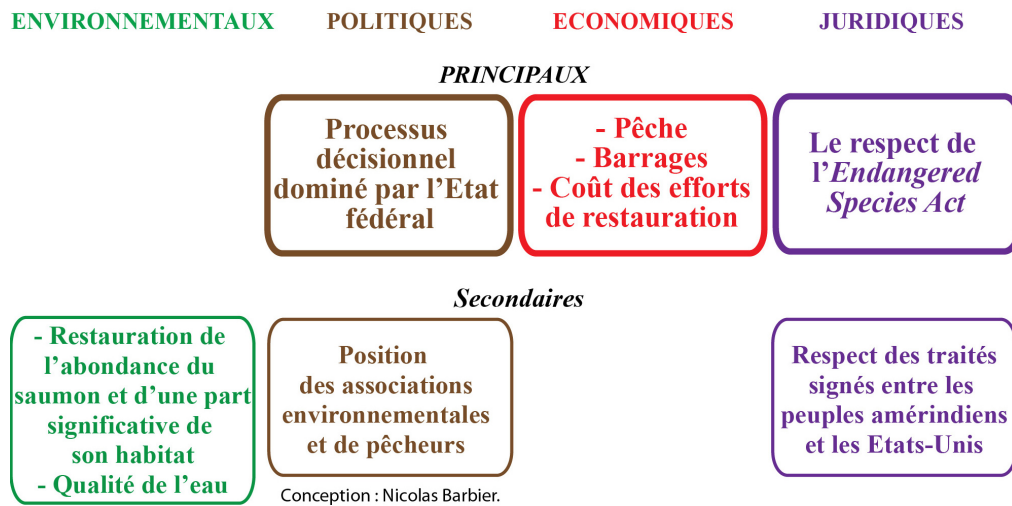 ENVIRONNEMENTAUX
POLITIQUES
ECONOMIQUES
JURIDIQUES
PRINCIPAUX
Processus
décisionnel
dominé par l'Etat
fédéral
- Pêche
- Barrages
- Coût des efforts
de restauration
Le respect de
l'Endangered
Species Act
Secondaires
- Restauration de
l'abondance du
saumon et d'une part
significative de
son habitat
- Qualité de l'eau
Position
des associations
environnementales
et de pêcheurs
Respect des traités
signés entre les
peuples amérindiens
et les Etats-Unis
Conception : Nicolas Barbier.